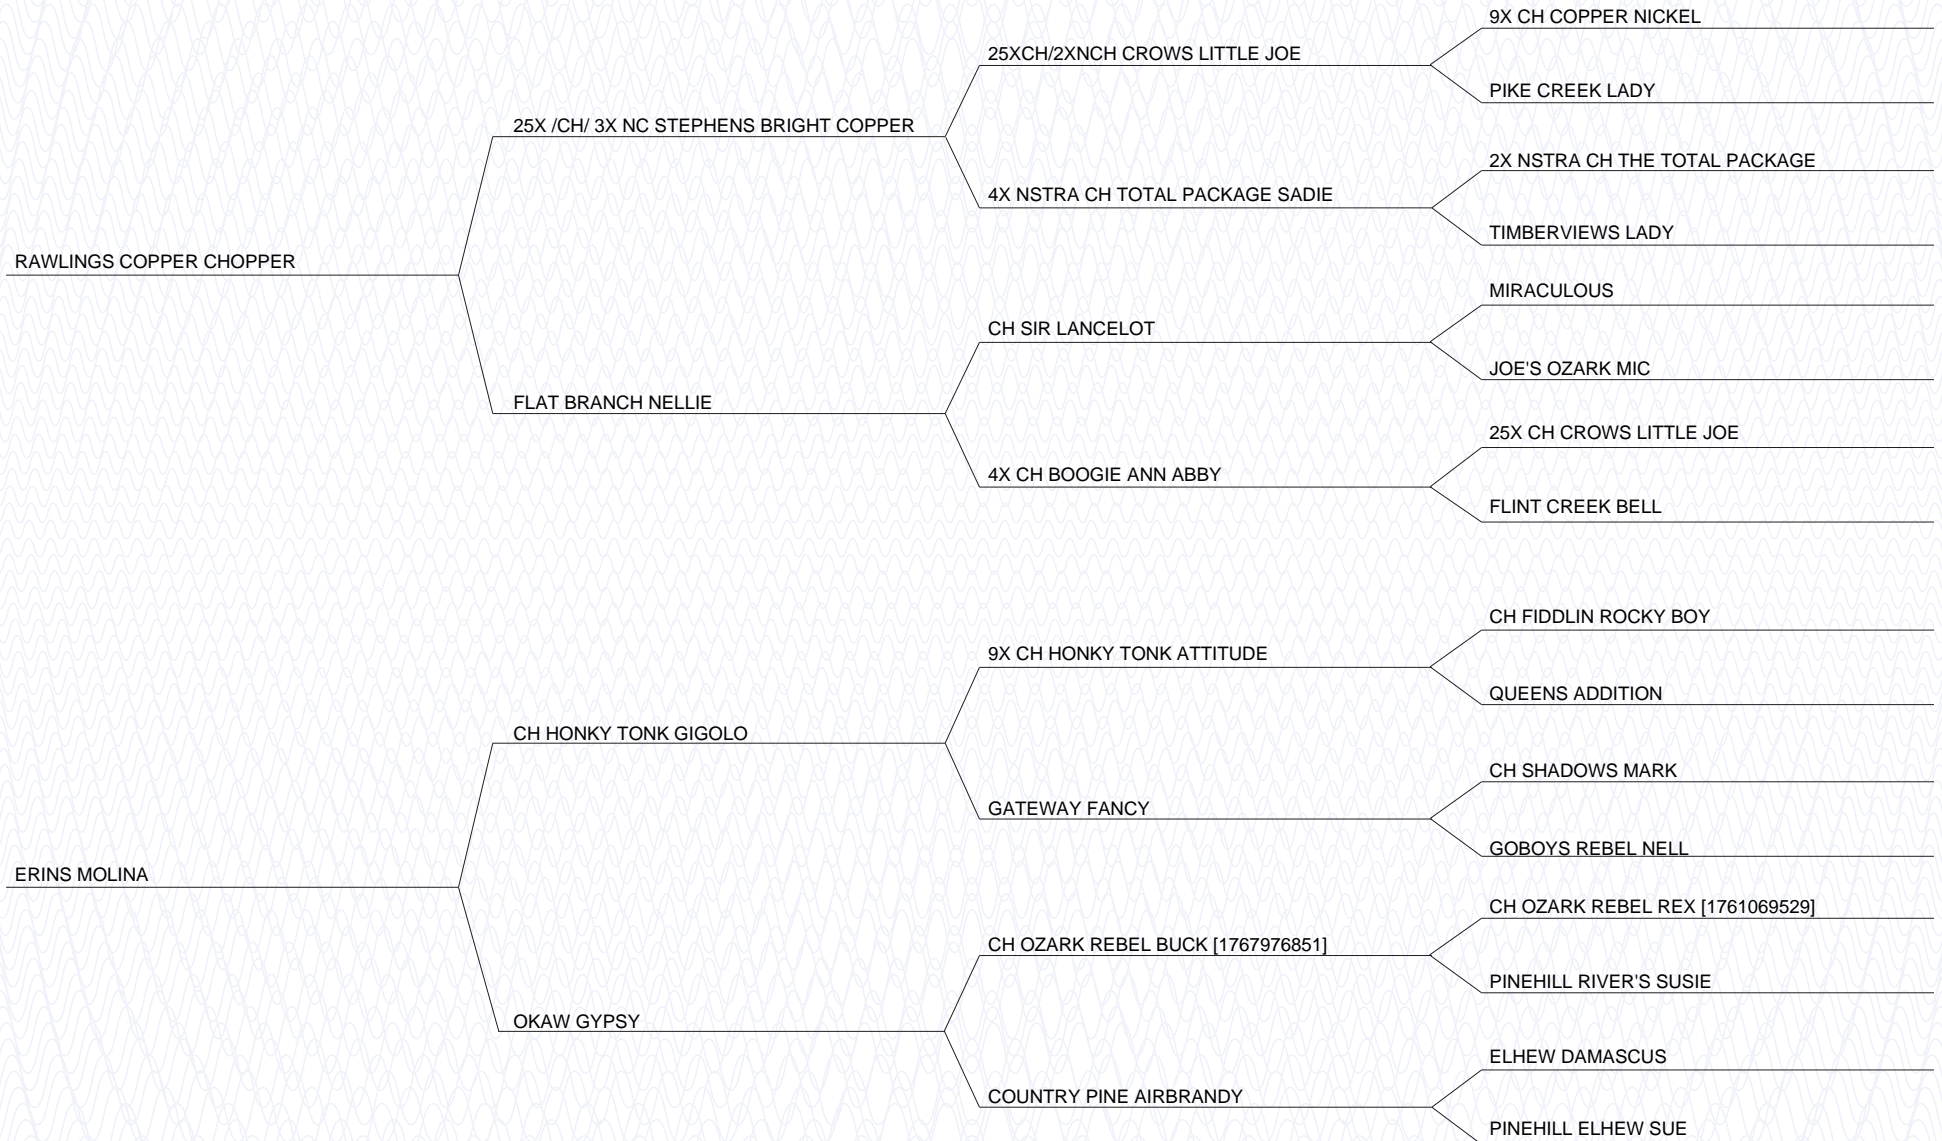 9X CH COPPER NICKEL
25XCH/2XNCH CROWS LITTLE JOE
PIKE CREEK LADY
25X /CH/ 3X NC STEPHENS BRIGHT COPPER
2X NSTRA CH THE TOTAL PACKAGE
4X NSTRA CH TOTAL PACKAGE SADIE
TIMBERVIEWS LADY
RAWLINGS COPPER CHOPPER
MIRACULOUS
CH SIR LANCELOT
JOE'S OZARK MIC
FLAT BRANCH NELLIE
25X CH CROWS LITTLE JOE
4X CH BOOGIE ANN ABBY
FLINT CREEK BELL
CH FIDDLIN ROCKY BOY
9X CH HONKY TONK ATTITUDE
QUEENS ADDITION
CH HONKY TONK GIGOLO
CH SHADOWS MARK
GATEWAY FANCY
GOBOYS REBEL NELL
ERINS MOLINA
CH OZARK REBEL REX [1761069529]
CH OZARK REBEL BUCK [1767976851]
PINEHILL RIVER'S SUSIE
OKAW GYPSY
ELHEW DAMASCUS
COUNTRY PINE AIRBRANDY
PINEHILL ELHEW SUE